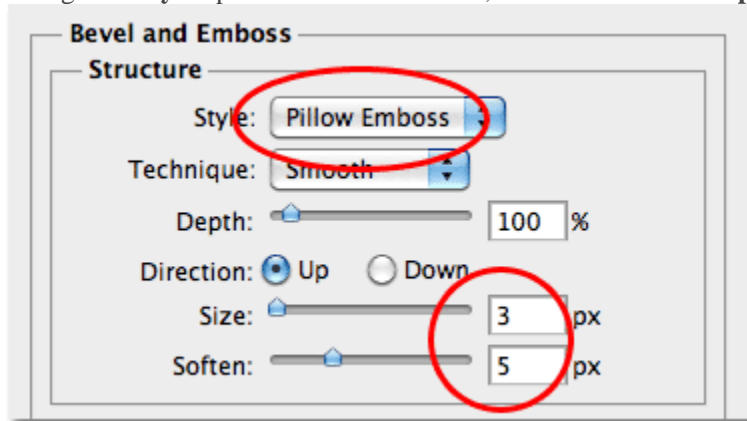 Bevel and Emboss
Structure
Style: Pillow Emboss
Technique: Smooth
Depth: 100 %
Direction: Up Down
Size: 3 px
Soften: 5 px